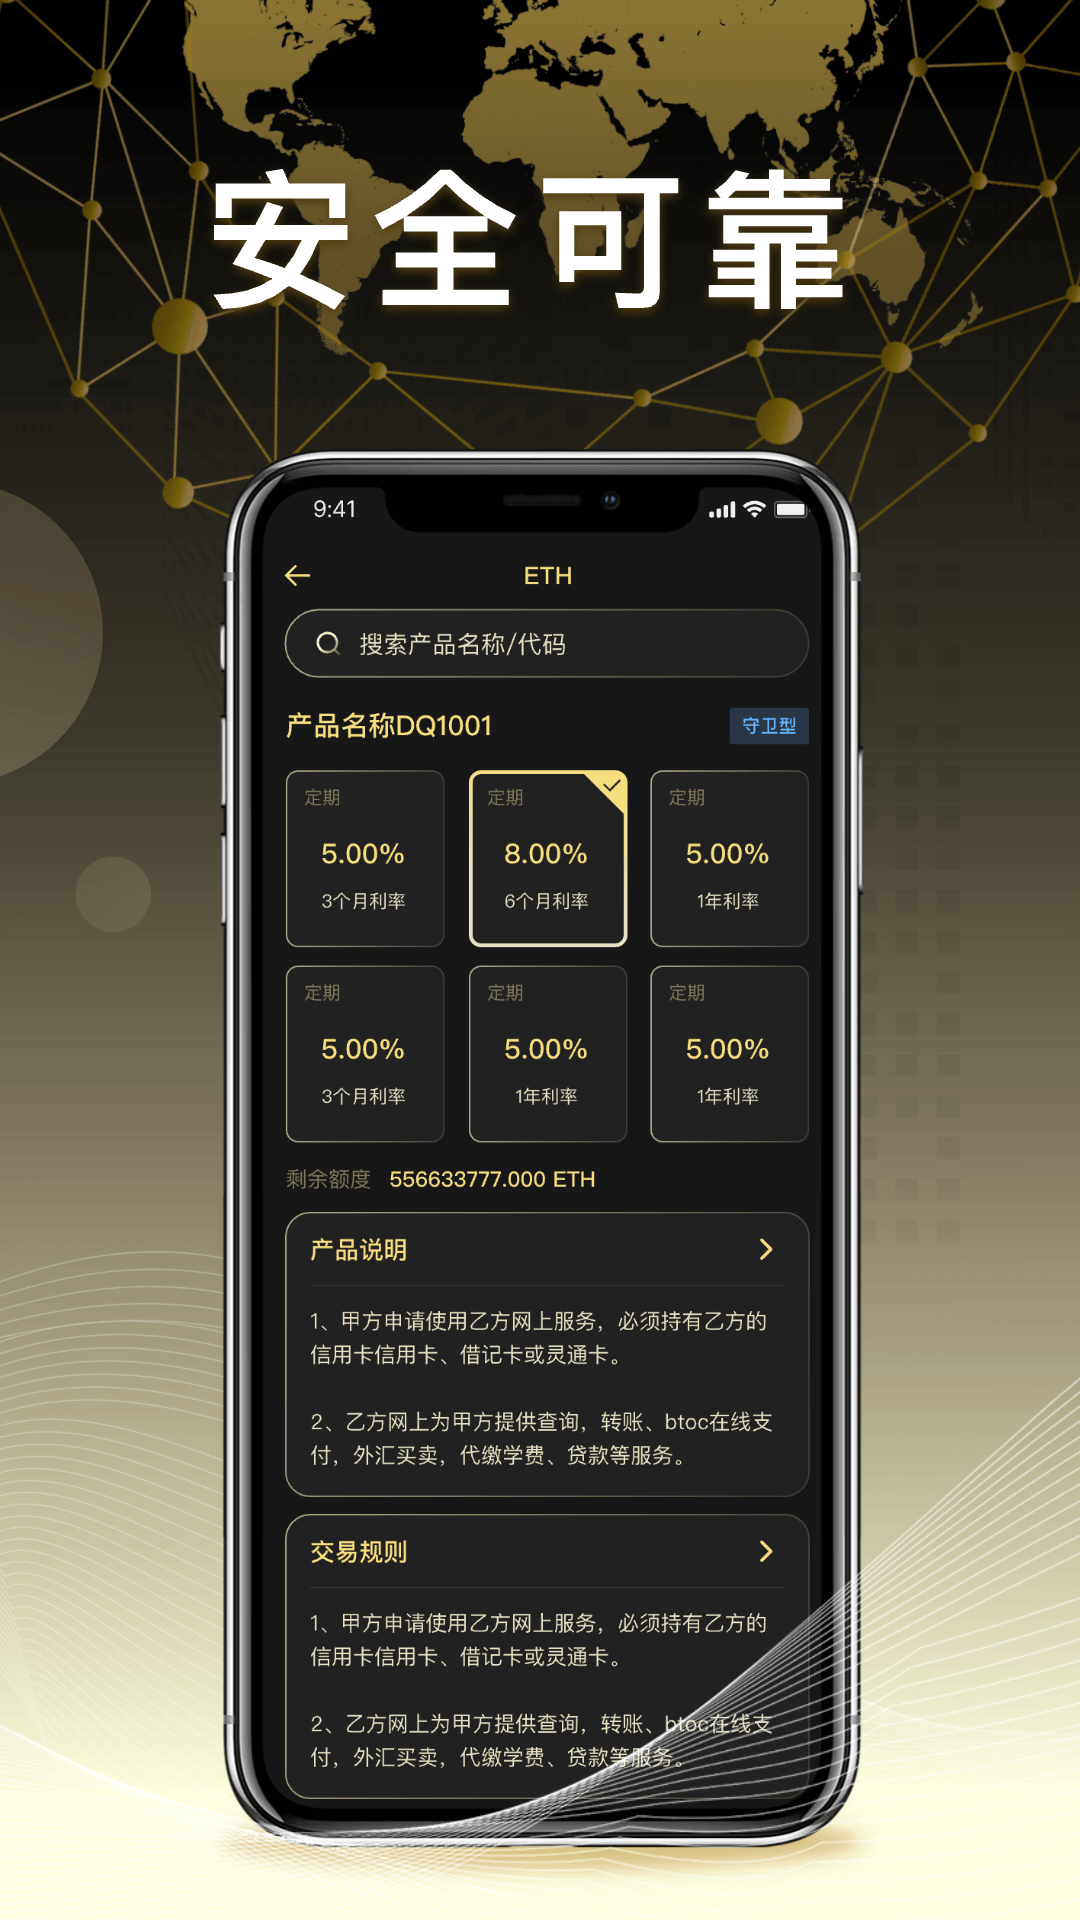 安全可靠
9:41
ETH
搜索产品名称/代码
产品名称DQ1001
守卫型
定期
5.00%
3个月利率
定期
8.00%
6个月利率
定期
5.00%
1年利率
定期
5.00%
3个月利率
定期
5.00%
1年利率
定期
5.00%
1年利率
剩余额度 556633777.000 ETH
产品说明
1、甲方申请使用乙方网上服务，必须持有乙方的
信用卡信用卡、借记卡或灵通卡。
2、乙方网上为甲方提供查询，转账、btoc在线支
付，外汇买卖，代缴学费、贷款等服务。
交易规则
1、甲方申请使用乙方网上服务，必须持有乙方的
信用卡信用卡、借记卡或灵通卡。
2、乙方网上为甲方提供查询，转账、btoc在线支
付，外汇买卖，代缴学费、贷款等服务。